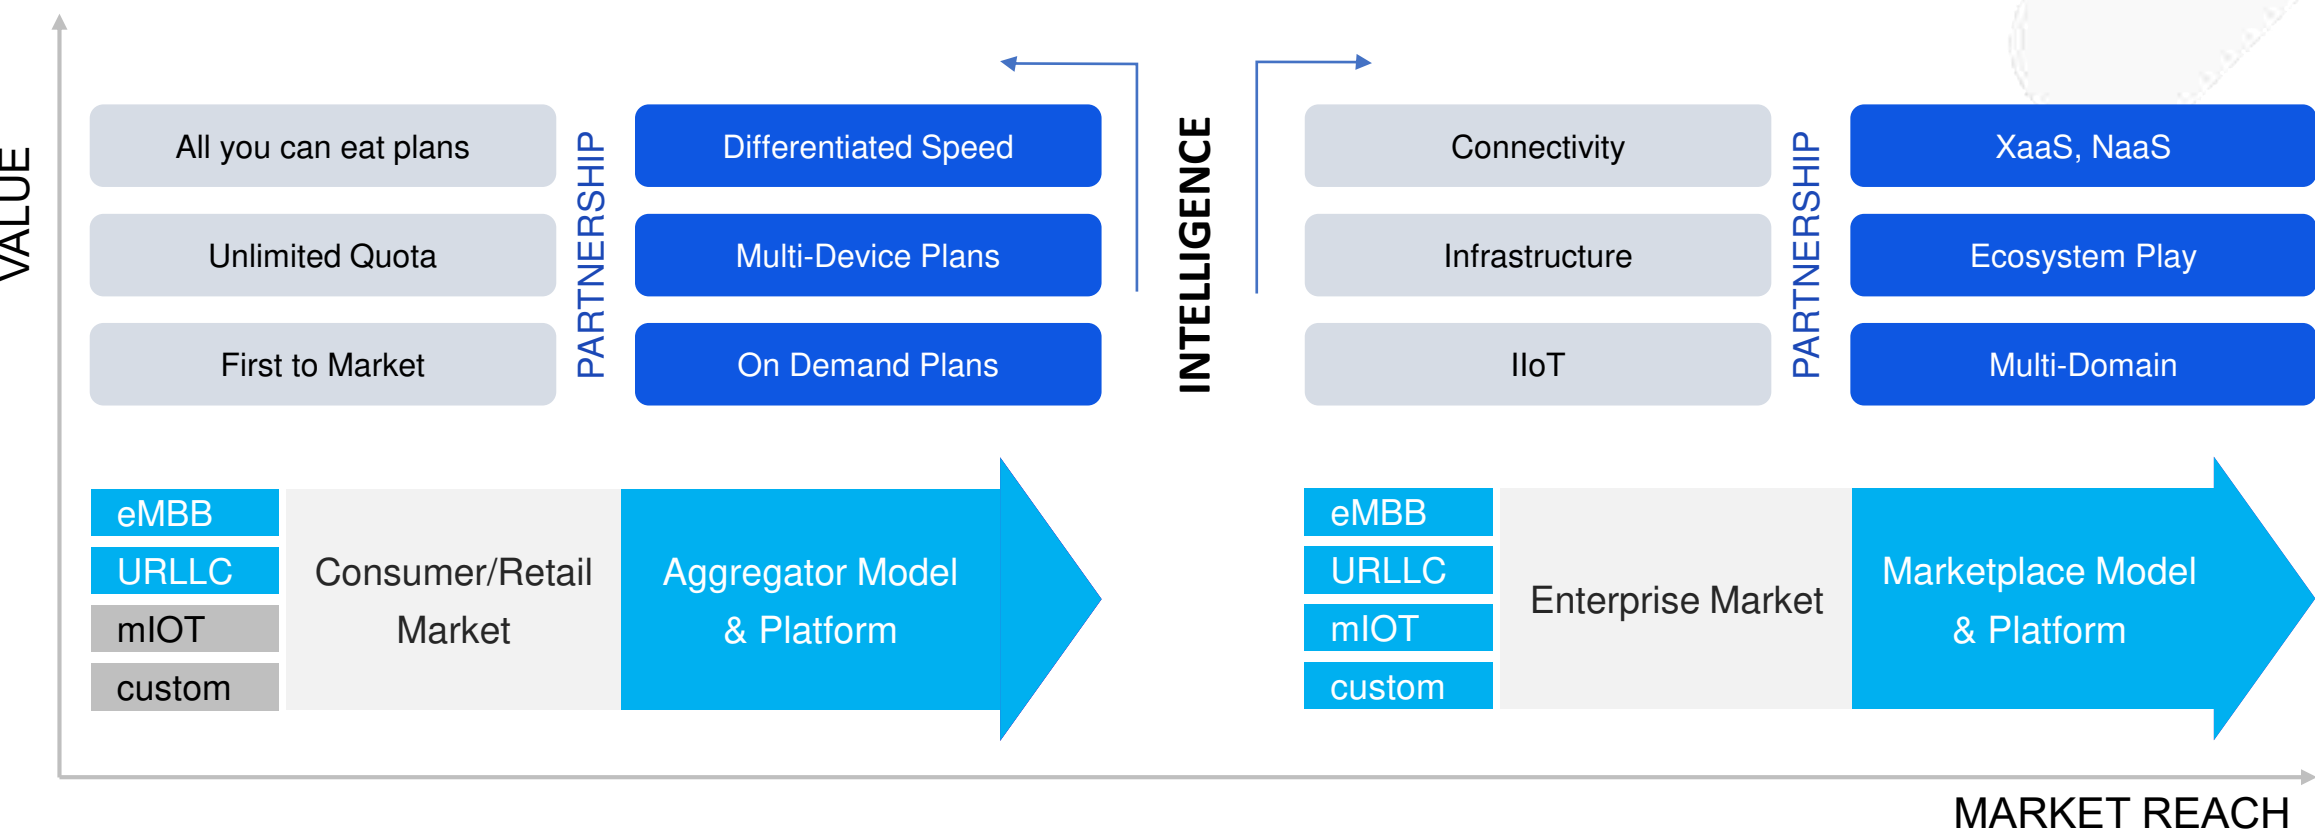 VALUE
All you can eat plans
Unlimited Quota
First to Market
PARTNERSHIP
Differentiated Speed
Multi-Device Plans
On Demand Plans
INTELLIGENCE
Connectivity
Infrastructure
IIoT
PARTNERSHIP
XaaS, NaaS
Ecosystem Play
Multi-Domain
eMBB
URLLC
mIOT
custom
Consumer/Retail
Market
Aggregator Model
& Platform
eMBB
URLLC
mIOT
custom
Enterprise Market
Marketplace Model
& Platform
MARKET REACH